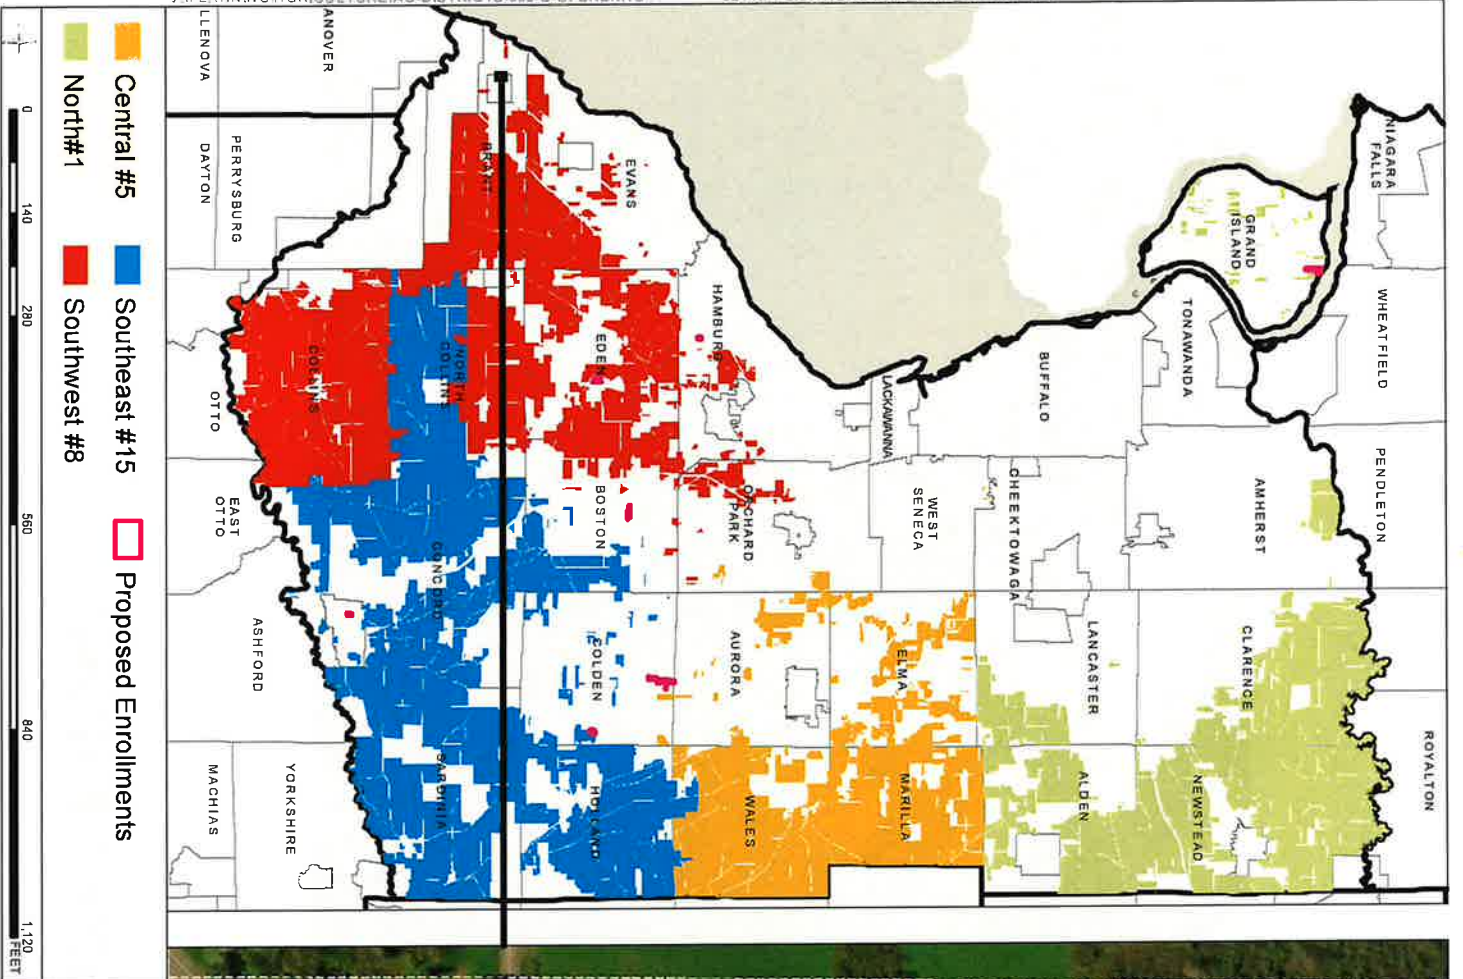 Central #5
North#1
Southeast #15
Southwest #8
Proposed Enrollments
0
140
280
560
840
1,120
FEET
NIAGARA
FALLS
WHEATFIELD
PENDLETON
ROYALTON
GRAND
ISLAND
TONAWANDA
AMHERST
CLARENCE
NEWSTEAD
BUFFALO
CHEEKTOWAGA
LANCASTER
ALDEN
LACKAWANNA
WEST
SENECA
ELMA
MARILLA
HAMBURG
ORCHARD
PARK
AURORA
WALES
EVANS
EDEN
BOSTON
COLDEN
HOLLAND
BRANT
NORTH
COLLINS
CONCORD
SARDINIA
COLLINS
ANOVER
LLENOVA
PERRYSBURG
DAYTON
OTTO
EAST
OTTO
ASHFORD
YORKSHIRE
MACHIAS